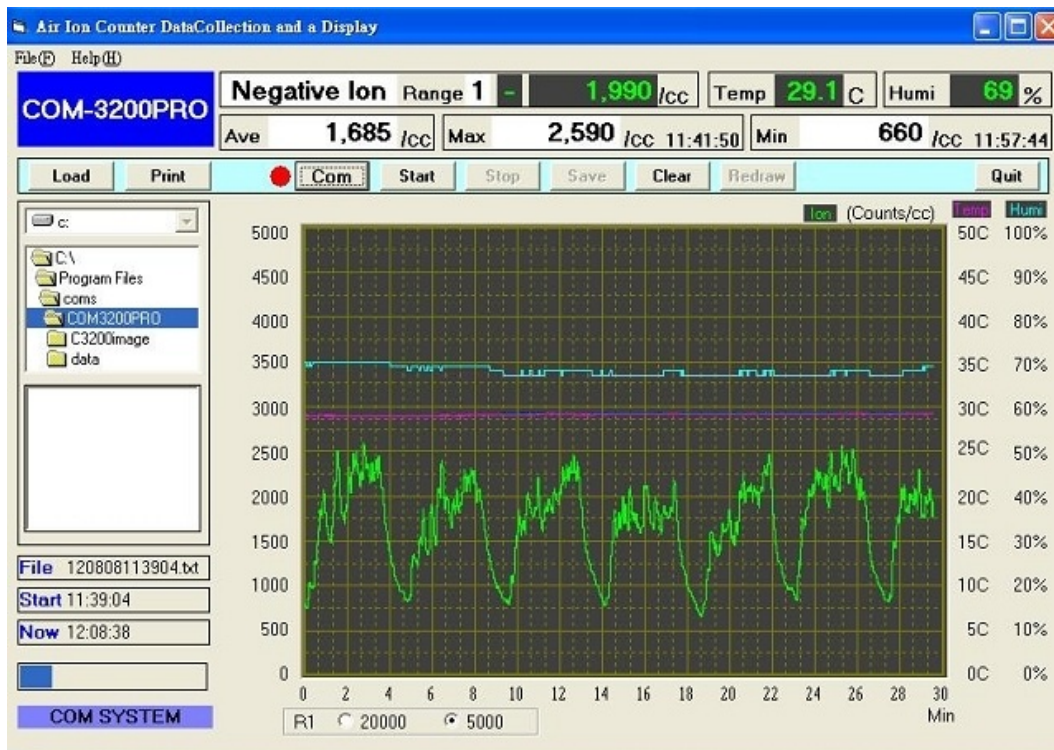 Air Ion Counter DataCollection and a Display
File(F) Help(H)
COM-3200PRO
Negative Ion Range 1 - 1,990 /cc Temp 29.1 C Humi 69 %
Ave 1,685 /cc Max 2,590 /cc 11:41:50 Min 660 /cc 11:57:44
Load Print Com Start Stop Save Clear Redraw Quit
c:
C:\
Program Files
coms
COM3200PRO
C3200image
data
File 120808113904.txt
Start 11:39:04
Now 12:08:38
COM SYSTEM
Ion (Counts/cc) Temp Humi
5000 50C 100%
4500 45C 90%
4000 40C 80%
3500 35C 70%
3000 30C 60%
2500 25C 50%
2000 20C 40%
1500 15C 30%
1000 10C 20%
500 5C 10%
0 0C 0%
0 2 4 6 8 10 12 14 16 18 20 22 24 26 28 30
Min
R1 20000 5000